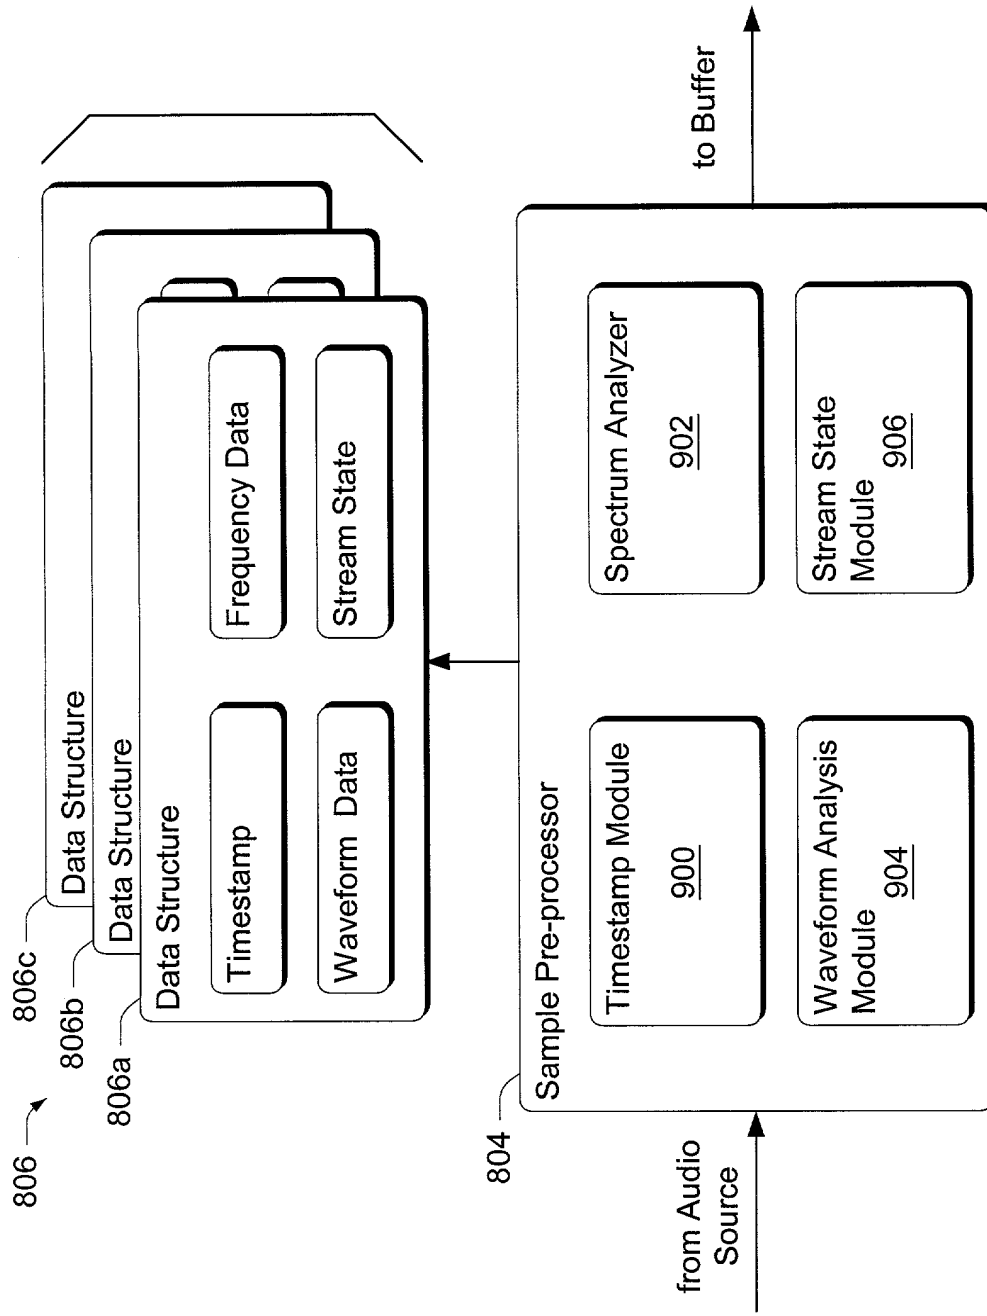 806
806c
Data Structure
806b
Data Structure
806a
Data Structure
Timestamp
Frequency Data
Waveform Data
Stream State
804
Sample Pre-processor
Timestamp Module
900
Spectrum Analyzer
902
Waveform Analysis
Module
904
Stream State
Module
906
from Audio
Source
to Buffer